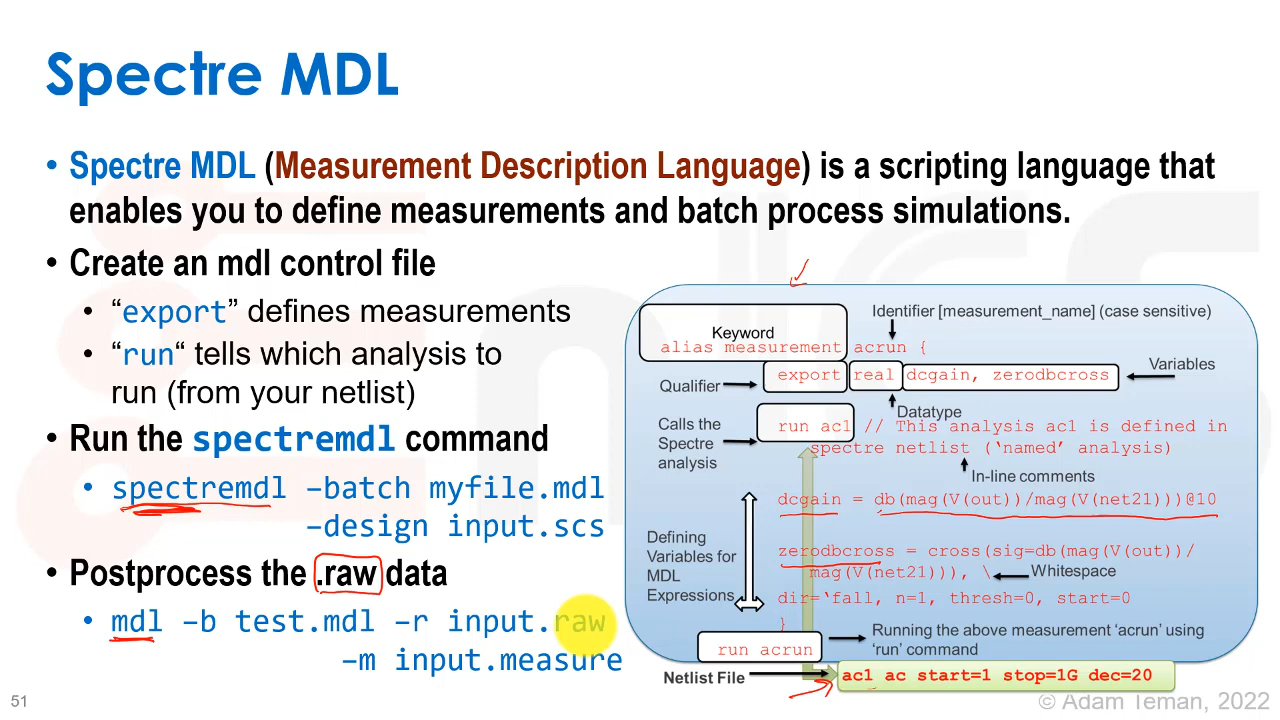 Spectre MDL
• Spectre MDL (Measurement Description Language) is a scripting language that
enables you to define measurements and batch process simulations.
• Create an mdl control file
• “export” defines measurements
• “run“ tells which analysis to
run (from your netlist)
• Run the spectremdl command
• spectremdl –batch myfile.mdl
–design input.scs
• Postprocess the .raw data
• mdl –b test.mdl –r input.raw
–m input.measure
Keyword
Identifier [measurement_name] (case sensitive)
alias measurement acrun {
Qualifier
export real dcgain, zerodbcross
Variables
Datatype
Calls the
Spectre
analysis
run ac1 // This analysis ac1 is defined in
spectre netlist (‘named’ analysis)
In-line comments
dcgain = db(mag(V(out))/mag(V(net21)))@10
Defining
Variables for
MDL
Expressions
zerodbcross = cross(sig=db(mag(V(out))/
mag(V(net21))), \
Whitespace
dir=‘fall, n=1, thresh=0, start=0
}
run acrun
Running the above measurement ‘acrun’ using
‘run’ command
Netlist File
ac1 ac start=1 stop=1G dec=20
51
© Adam Teman, 2022